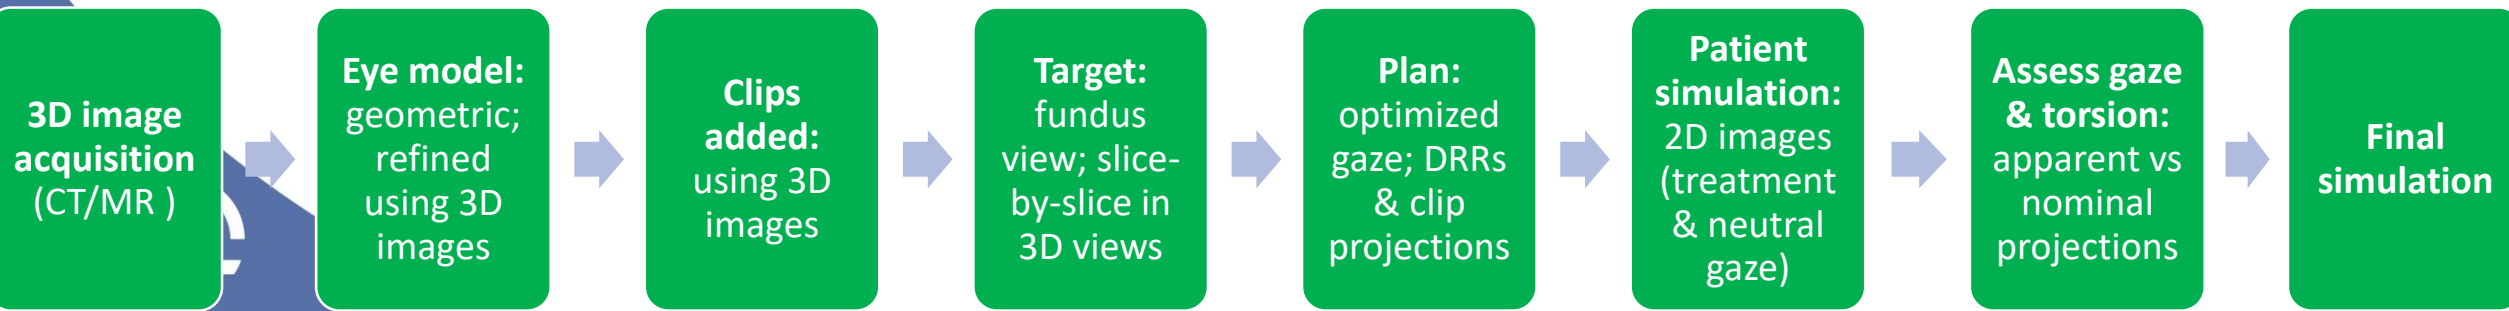 3D image
acquisition
(CT/MR )
Eye model:
geometric;
refined
using 3D
images
Clips
added:
using 3D
images
Target:
fundus
view; slice-
by-slice in
3D views
Plan:
optimized
gaze; DRRs
& clip
projections
Patient
simulation:
2D images
(treatment
& neutral
gaze)
Assess gaze
& torsion:
apparent vs
nominal
projections
Final
simulation